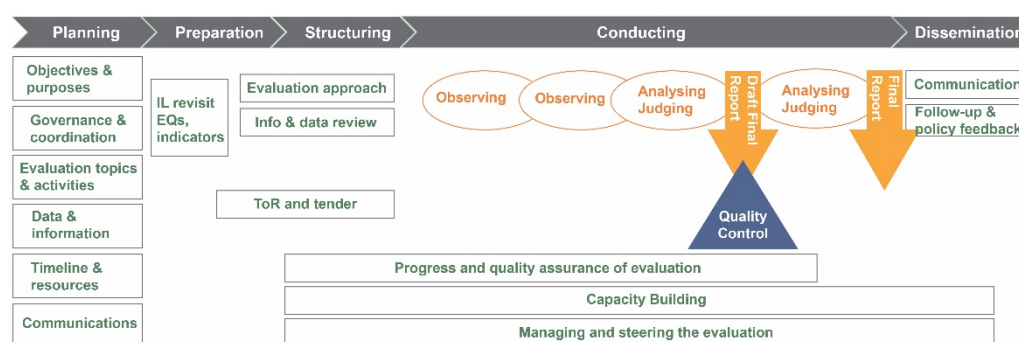 Planning
Preparation
Structuring
Conducting
Dissemination
Objectives &
purposes
Governance &
coordination
Evaluation topics
& activities
Data &
information
Timeline &
resources
Communications
IL revisit
EQs,
indicators
Evaluation approach
Info & data review
ToR and tender
Observing
Observing
Analysing
Judging
Draft Final
Report
Analysing
Judging
Final
Report
Communication
Follow-up &
policy feedback
Quality
Control
Progress and quality assurance of evaluation
Capacity Building
Managing and steering the evaluation